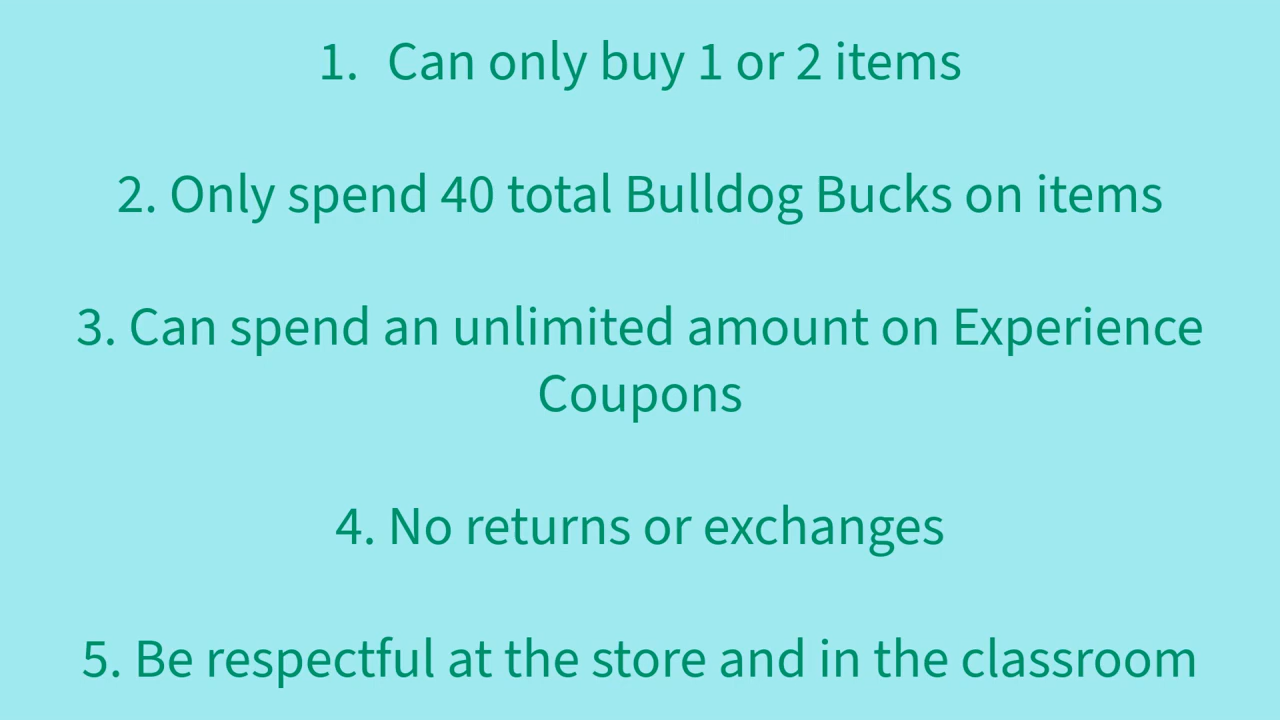 1. Can only buy 1 or 2 items
2. Only spend 40 total Bulldog Bucks on items
3. Can spend an unlimited amount on Experience
Coupons
4. No returns or exchanges
5. Be respectful at the store and in the classroom